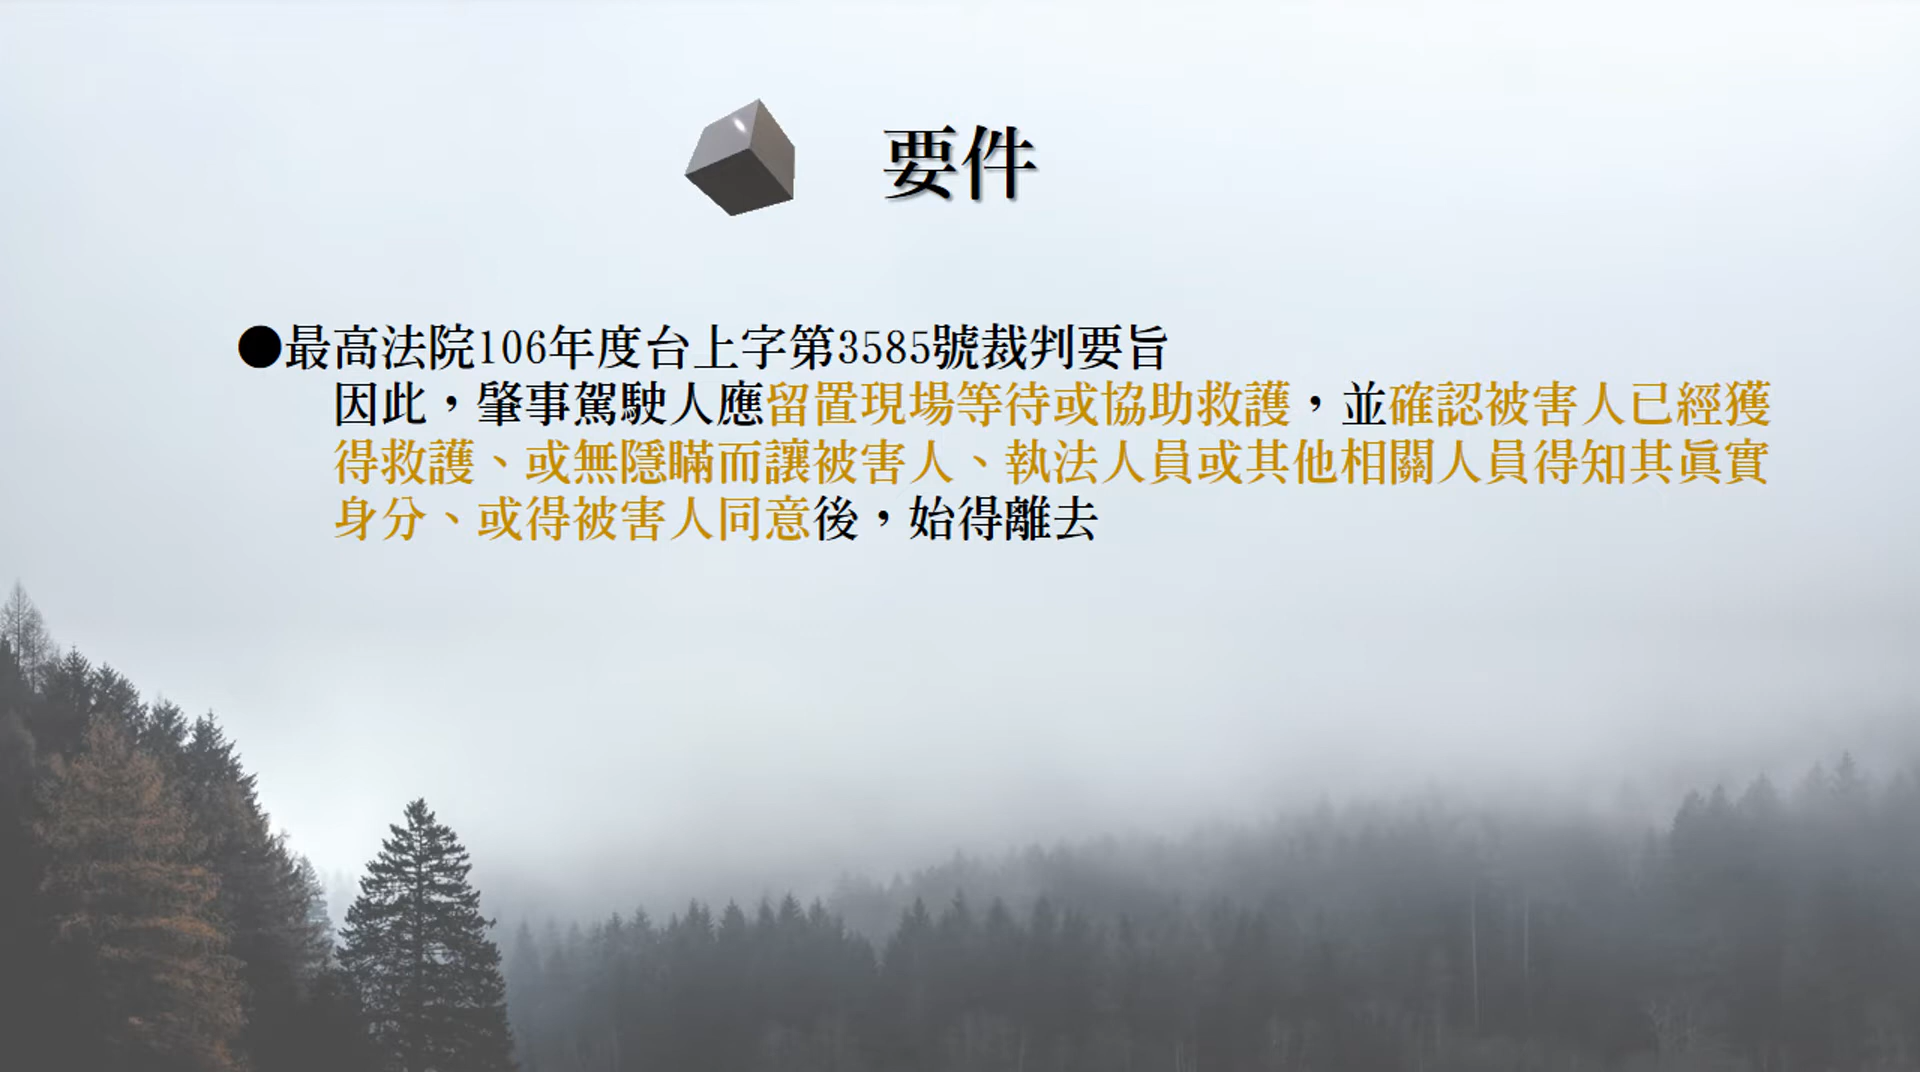 要件
●最高法院106年度台上字第3585號裁判要旨
因此，肇事駕駛人應留置現場等待或協助救護，並確認被害人已經獲
得救護、或無隱瞞而讓被害人、執法人員或其他相關人員得知其真實
身分、或得被害人同意後，始得離去